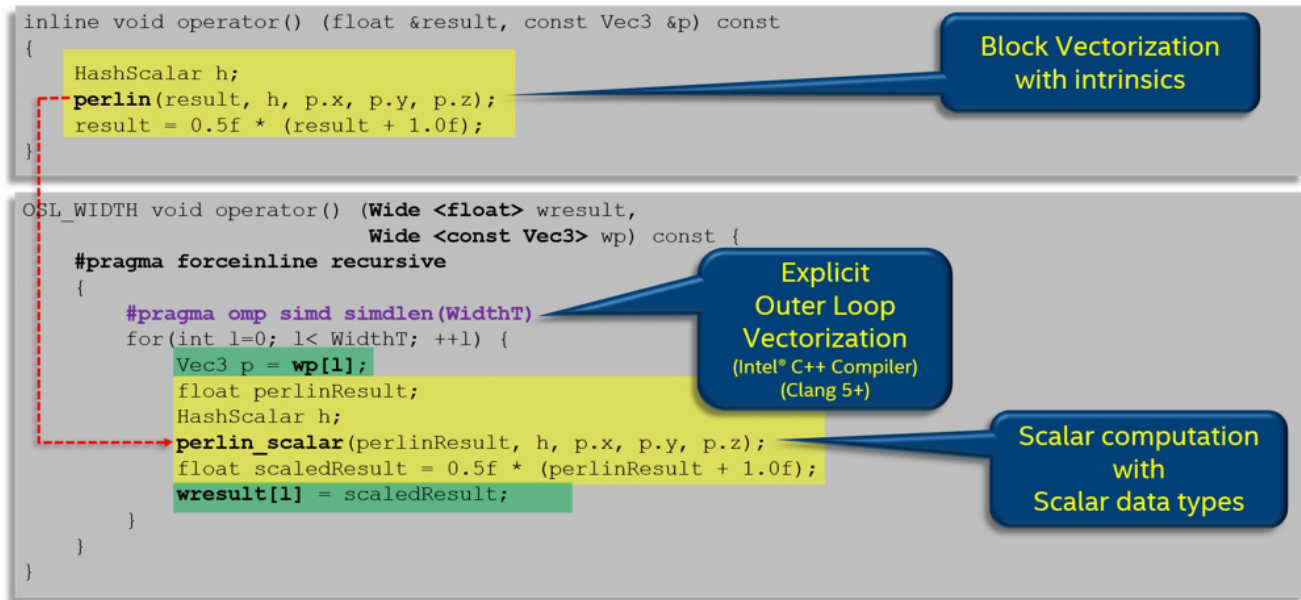 inline void operator() (float &result, const Vec3 &p) const
{
HashScalar h;
perlin(result, h, p.x, p.y, p.z);
result = 0.5f * (result + 1.0f);
}
Block Vectorization
with intrinsics
OSL_WIDTH void operator() (Wide <float> wresult,
Wide <const Vec3> wp) const {
#pragma forceinline recursive
{
#pragma omp simd simdlen(WidthT)
for(int l=0; l< WidthT; ++l) {
Vec3 p = wp[l];
float perlinResult;
HashScalar h;
perlin_scalar(perlinResult, h, p.x, p.y, p.z);
float scaledResult = 0.5f * (perlinResult + 1.0f);
wresult[l] = scaledResult;
}
}
}
Explicit
Outer Loop
Vectorization
(Intel® C++ Compiler)
(Clang 5+)
Scalar computation
with
Scalar data types